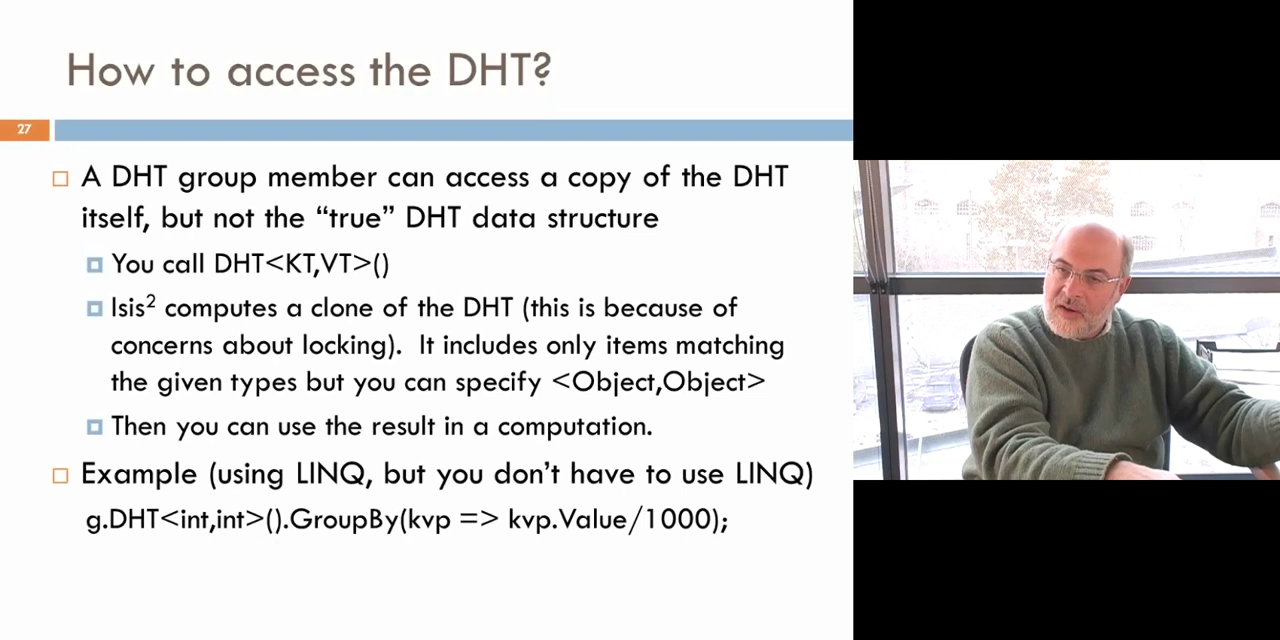 How to access the DHT?
27
A DHT group member can access a copy of the DHT
itself, but not the “true” DHT data structure
You call DHT<KT,VT>()
Isis² computes a clone of the DHT (this is because of
concerns about locking).  It includes only items matching
the given types but you can specify <Object,Object>
Then you can use the result in a computation.
Example (using LINQ, but you don’t have to use LINQ)
g.DHT<int,int>().GroupBy(kvp => kvp.Value/1000);